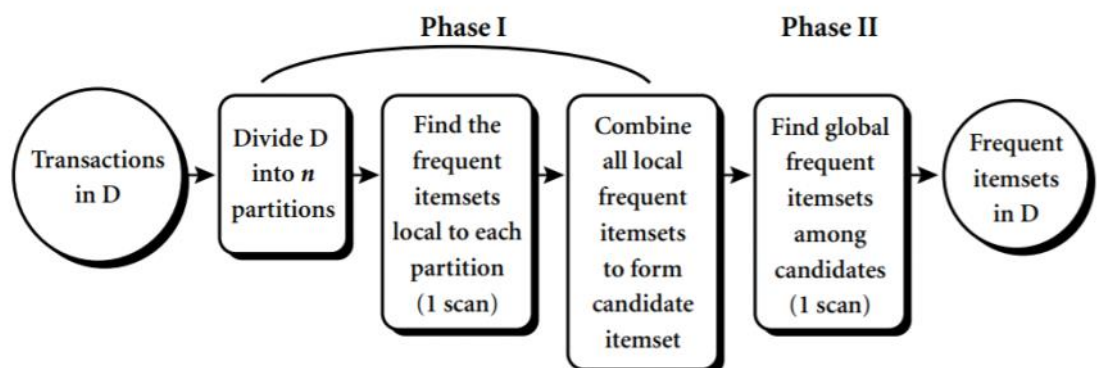 Phase I
Phase II
Transactions
in D
Divide D
into n
partitions
Find the
frequent
itemsets
local to each
partition
(1 scan)
Combine
all local
frequent
itemsets
to form
candidate
itemset
Find global
frequent
itemsets
among
candidates
(1 scan)
Frequent
itemsets
in D